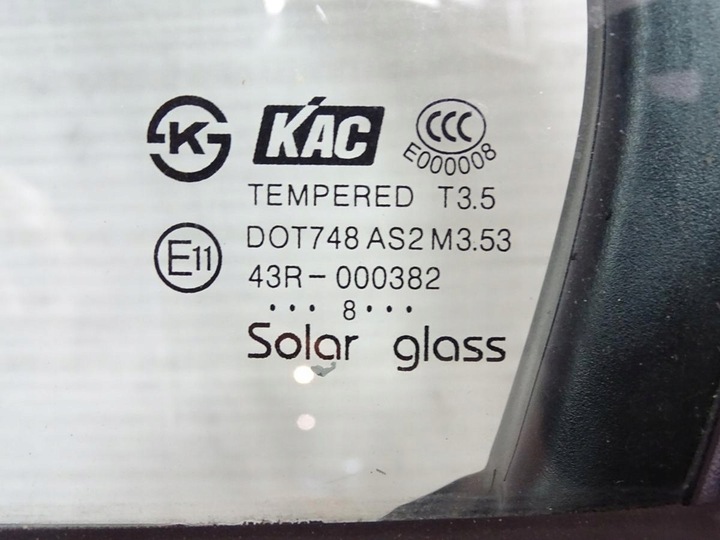 K KAC CCC
E000008
TEMPERED T3.5
E11 DOT748 AS2 M3.53
43R-000382
··· 8 ···
Solar glass